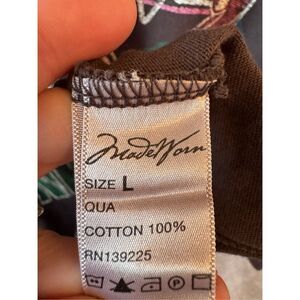 MadeWorn
SIZE L
QUA
COTTON 100%
RN139225